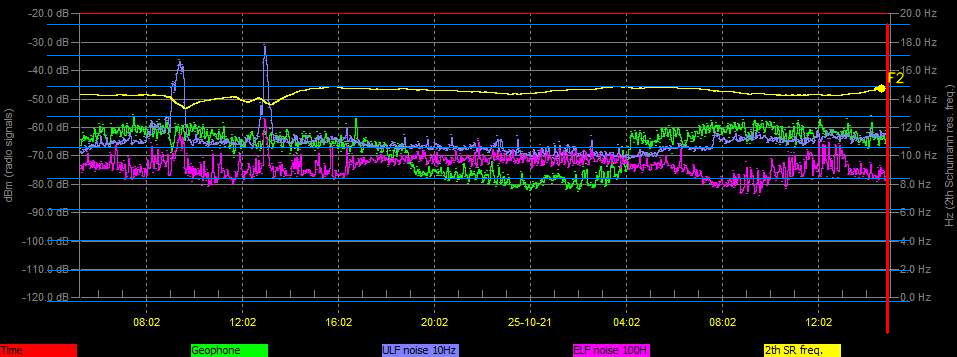 -20.0 dB 20.0 Hz
-30.0 dB 18.0 Hz
-40.0 dB 16.0 Hz
F2
-50.0 dB 14.0 Hz
-60.0 dB 12.0 Hz
-70.0 dB 10.0 Hz
-80.0 dB 8.0 Hz
-90.0 dB 6.0 Hz
-100.0 dB 4.0 Hz
-110.0 dB 2.0 Hz
-120.0 dB 0.0 Hz
dBm (radio signals)
Hz (2th Schumann res. freq.)
08:02 12:02 16:02 20:02 25-10-21 04:02 08:02 12:02
Time Geophone ULF noise 10Hz ELF noise 100H 2th SR freq.